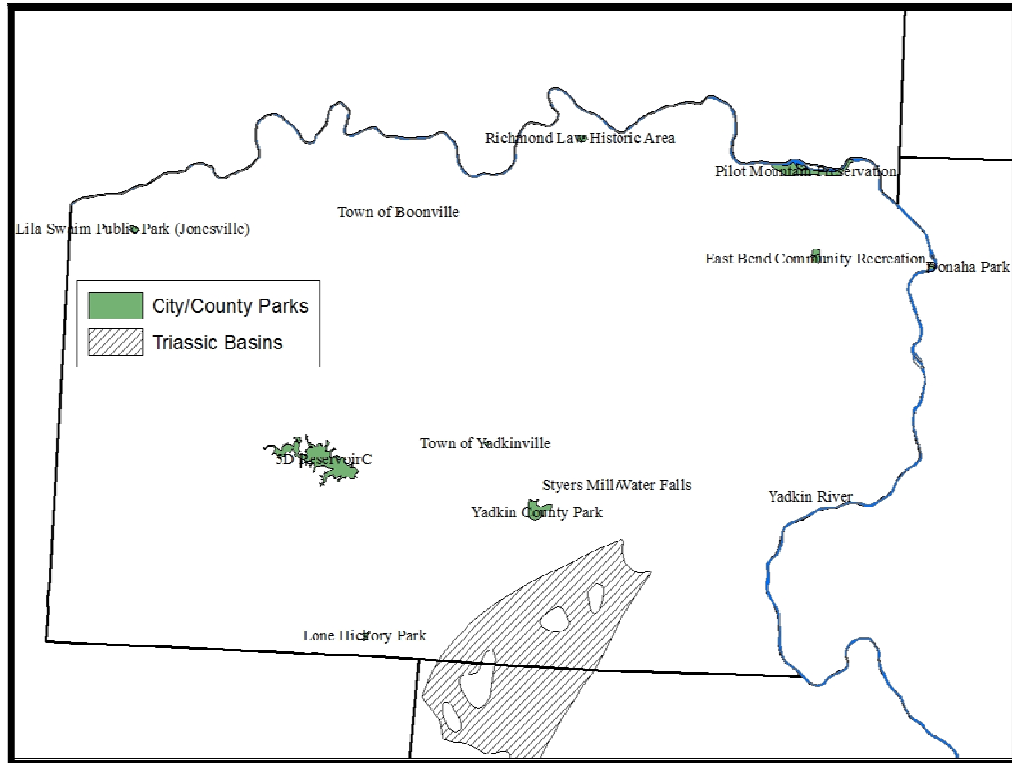 Richmond Law Historic Area
Pilot Mountain Preservation
Town of Boonville
Lila Swaim Public Park (Jonesville)
East Bend Community Recreation
Donaha Park
City/County Parks
Triassic Basins
Town of Yadkinville
5D ReservoirC
Styers Mill/Water Falls
Yadkin River
Yadkin County Park
Lone Hickory Park